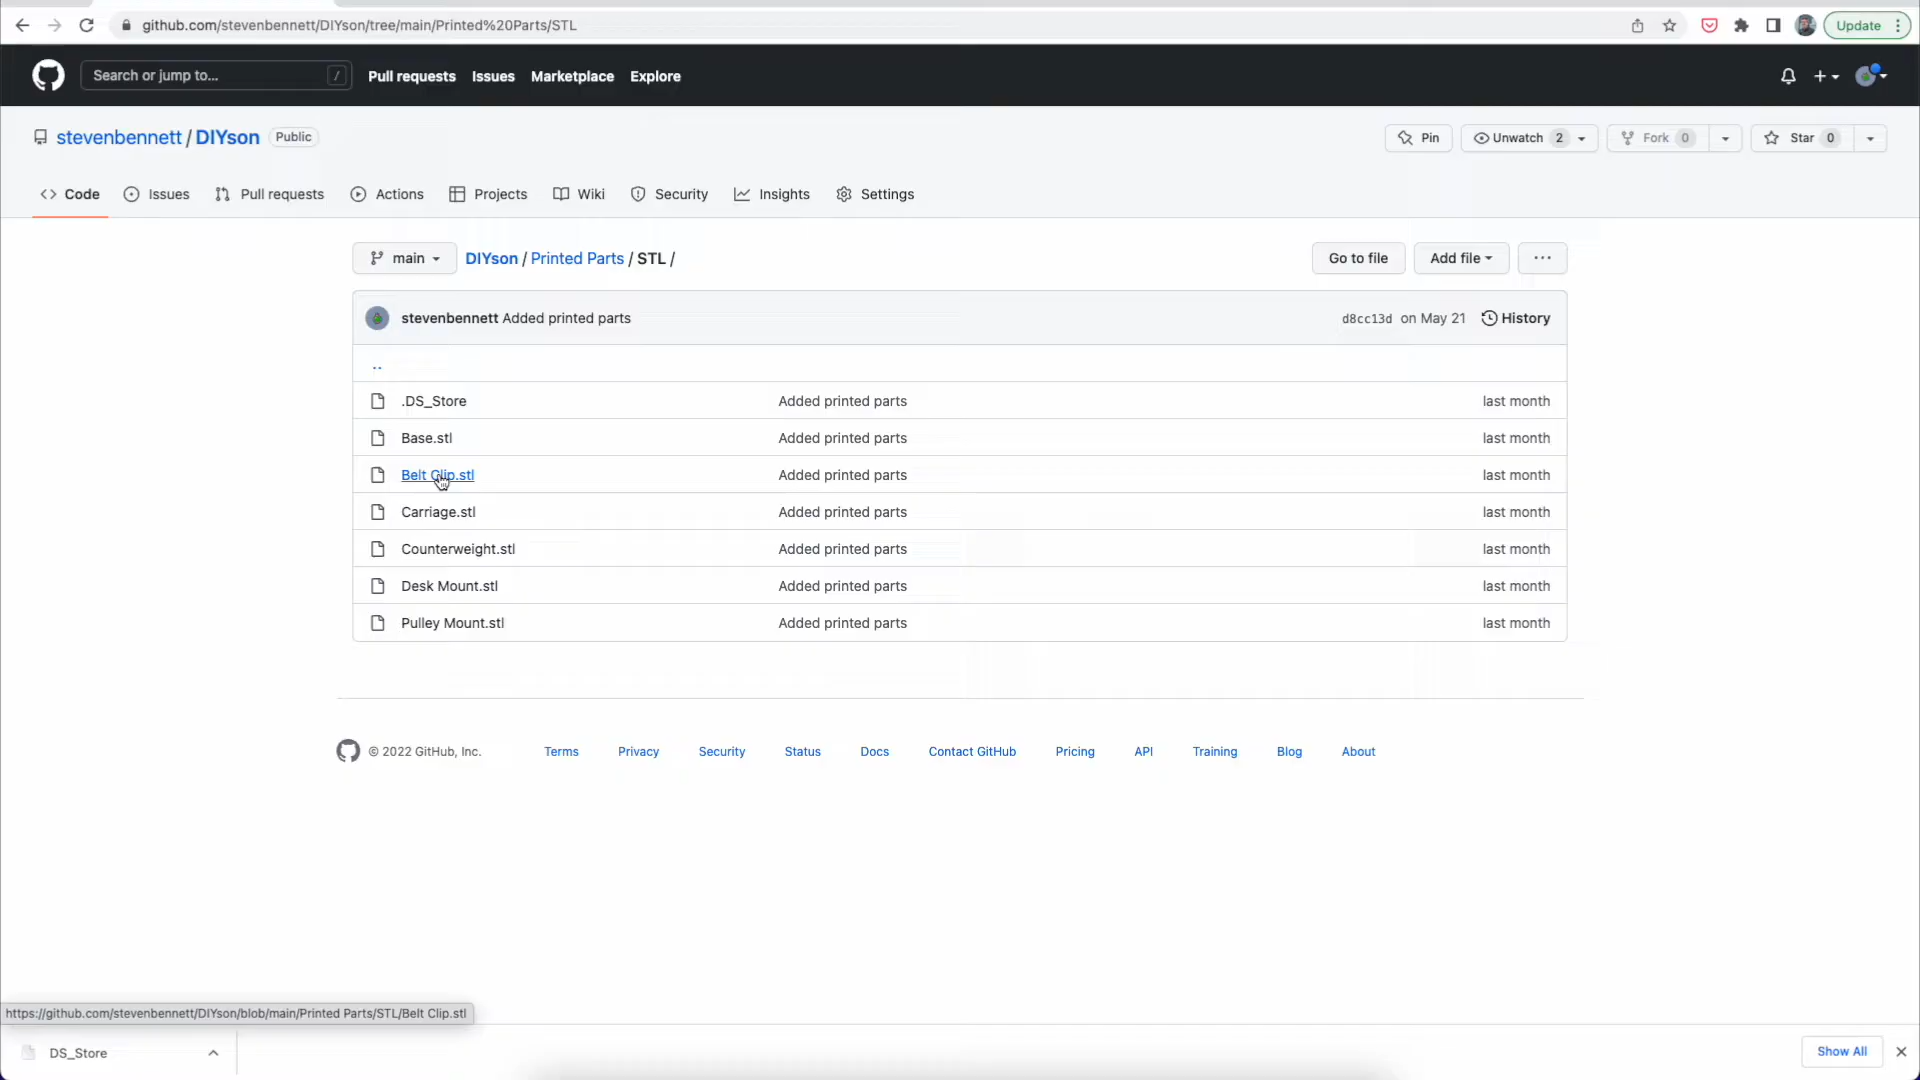 github.com/stevenbennett/DIYson/tree/main/Printed%20Parts/STL
Update
Search or jump to...
/
Pull requests
Issues
Marketplace
Explore
stevenbennett / DIYson
Public
Pin
Unwatch 2
Fork 0
Star 0
Code
Issues
Pull requests
Actions
Projects
Wiki
Security
Insights
Settings
main
DIYson / Printed Parts / STL /
Go to file
Add file
...
stevenbennett Added printed parts
d8cc13d on May 21
History
..
.DS_Store Added printed parts last month
Base.stl Added printed parts last month
Belt Clip.stl Added printed parts last month
Carriage.stl Added printed parts last month
Counterweight.stl Added printed parts last month
Desk Mount.stl Added printed parts last month
Pulley Mount.stl Added printed parts last month
© 2022 GitHub, Inc.
Terms
Privacy
Security
Status
Docs
Contact GitHub
Pricing
API
Training
Blog
About
https://github.com/stevenbennett/DIYson/blob/main/Printed Parts/STL/Belt Clip.stl
DS_Store
Show All